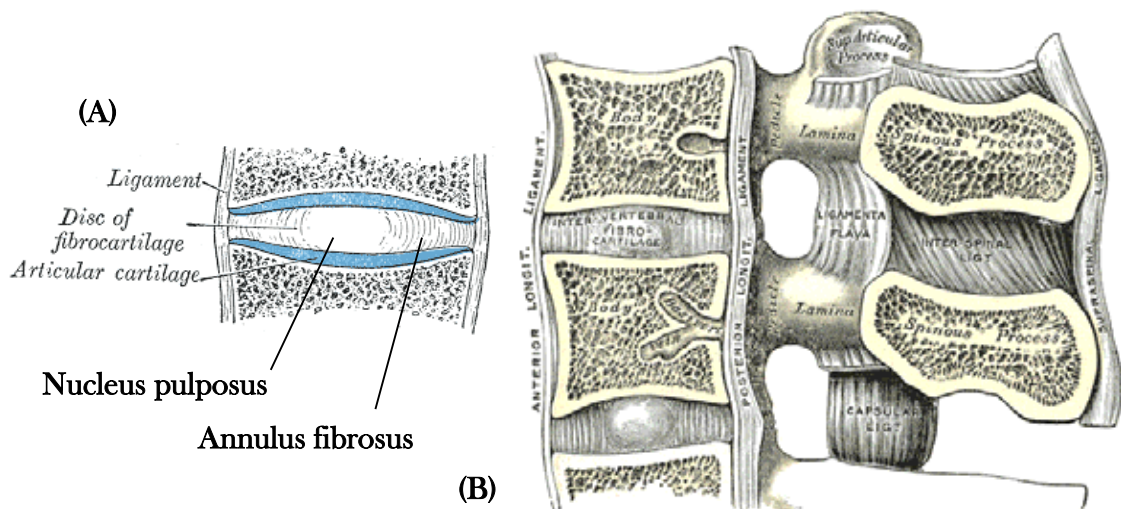 (A)
Ligament
Disc of
fibrocartilage
Articular cartilage
Nucleus pulposus
Annulus fibrosus
(B)
ANTERIOR LONGIT. LIGAMENT.
Body
INTERVERTEBRAL
FIBRO-
CARTILAGE
Body
POSTERIOR LONGIT. LIGAMENT
Sup. Articular
Process
Pedicle
Lamina
Spinous Process
LIGAMENTA
FLAVA
INTER-SPINAL
LIGT
Pedicle
Lamina
Spinous Process
CAPSULAR
LIGT
SUPRASPINAL LIGAMENT